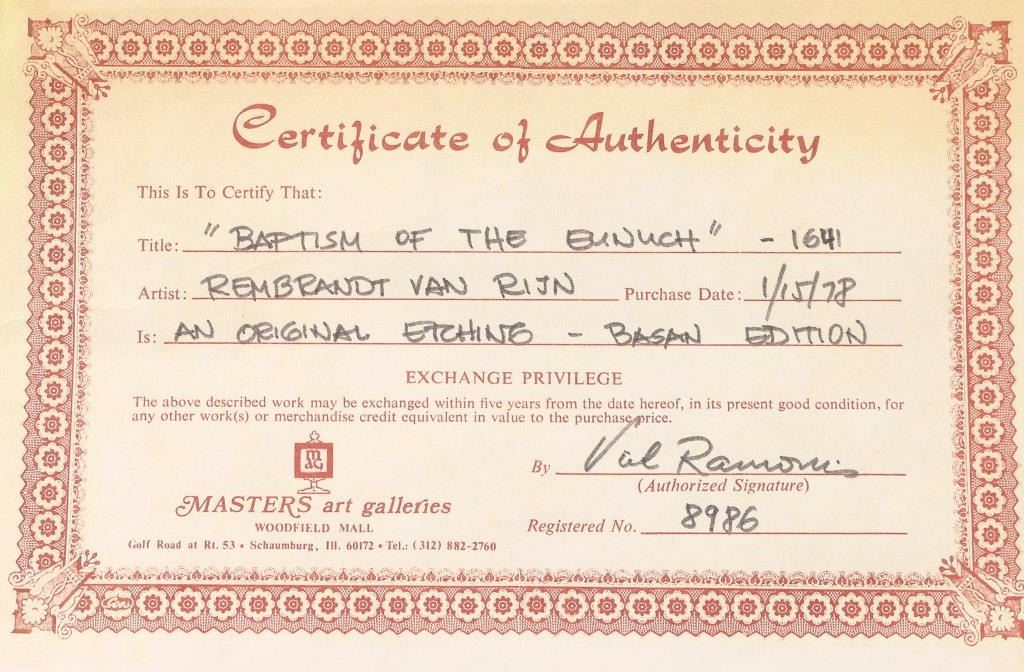 Certificate of Authenticity
This Is To Certify That:
Title: "BAPTISM OF THE EUNUCH" - 1641
Artist: REMBRANDT VAN RIJN Purchase Date: 1/15/78
Is: AN ORIGINAL ETCHING - BASAN EDITION
EXCHANGE PRIVILEGE
The above described work may be exchanged within five years from the date hereof, in its present good condition, for
any other work(s) or merchandise credit equivalent in value to the purchase price.
By Val Ramonis
(Authorized Signature)
MASTERS art galleries
WOODFIELD MALL
Golf Road at Rt. 53 • Schaumburg, Ill. 60172 • Tel.: (312) 882-2760
Registered No. 8986